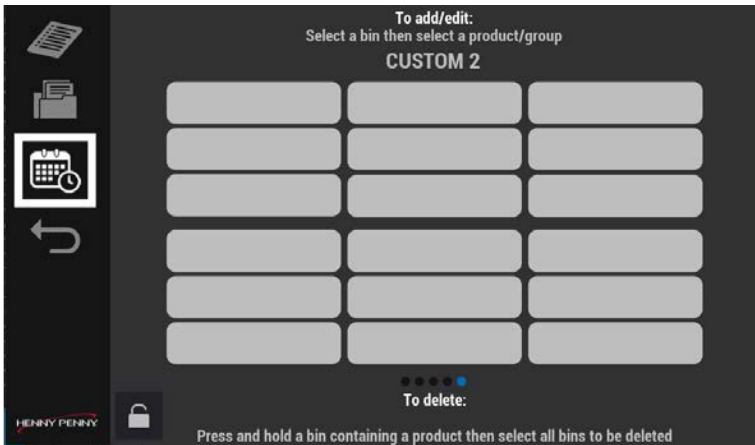 To add/edit:
Select a bin then select a product/group
CUSTOM 2
To delete:
HENNY PENNY
Press and hold a bin containing a product then select all bins to be deleted